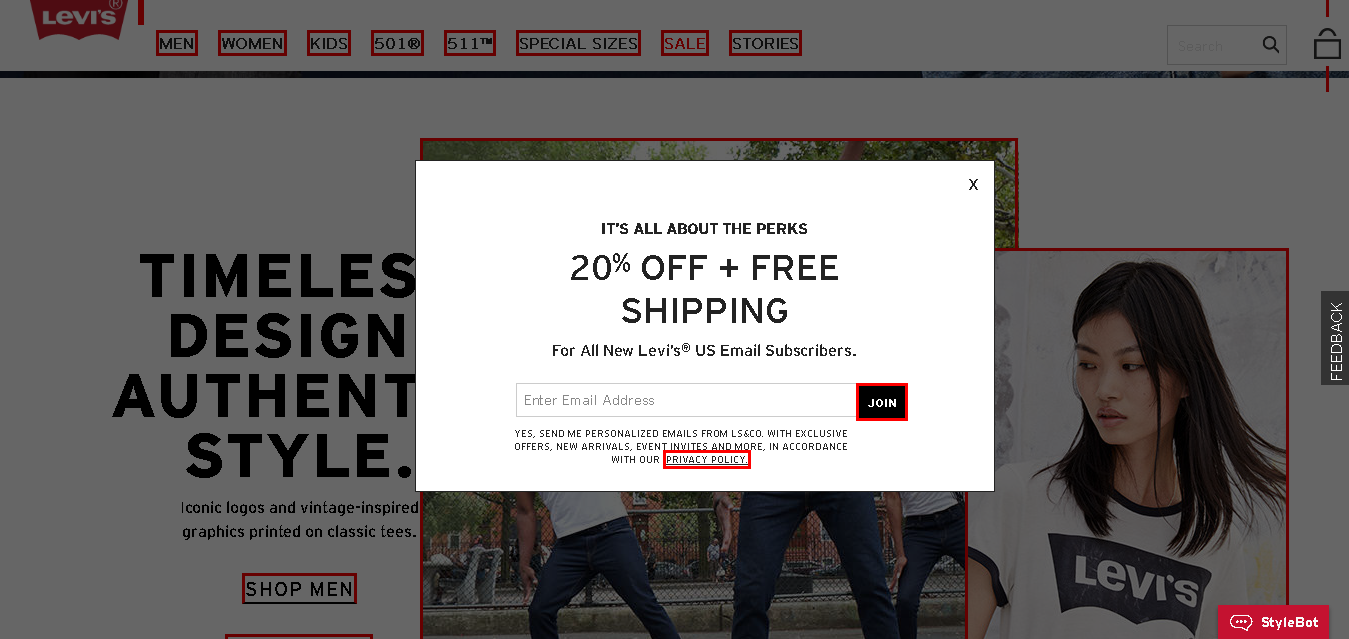 LEVI'S®
MEN WOMEN KIDS 501® 511™ SPECIAL SIZES SALE STORIES
Search
X
IT'S ALL ABOUT THE PERKS
20% OFF + FREE
SHIPPING
For All New Levi's® US Email Subscribers.
Enter Email Address
JOIN
YES, SEND ME PERSONALIZED EMAILS FROM LS&CO. WITH EXCLUSIVE
OFFERS, NEW ARRIVALS, EVENT INVITES AND MORE, IN ACCORDANCE
WITH OUR PRIVACY POLICY.
TIMELES
DESIGN
AUTHENT
STYLE.
Iconic logos and vintage-inspired
graphics printed on classic tees.
SHOP MEN
LEVI'S
FEEDBACK
StyleBot